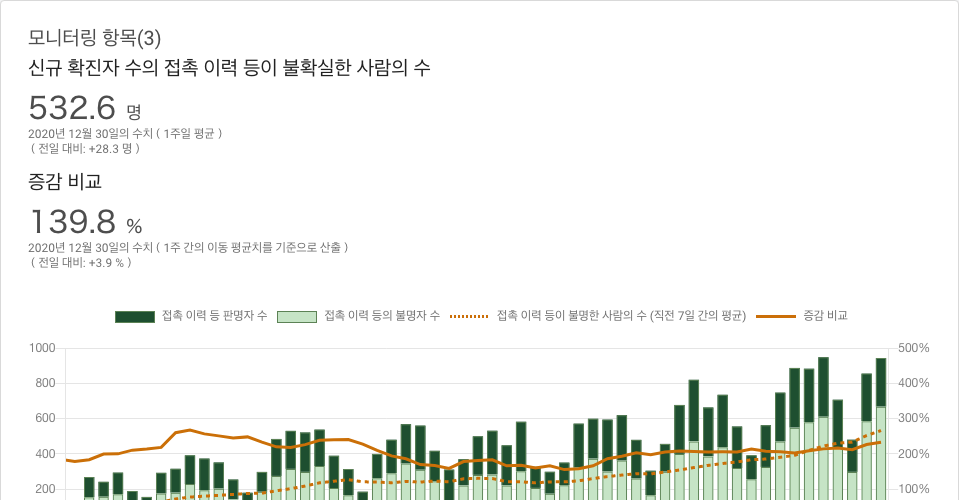 모니터링 항목(3)
신규 확진자 수의 접촉 이력 등이 불확실한 사람의 수
532.6 명
2020년 12월 30일의 수치 ( 1주일 평균 )
( 전일 대비: +28.3 명 )
증감 비교
139.8 %
2020년 12월 30일의 수치 ( 1주 간의 이동 평균치를 기준으로 산출 )
( 전일 대비: +3.9 % )
접촉 이력 등 판명자 수 접촉 이력 등의 불명자 수 접촉 이력 등이 불명한 사람의 수 (직전 7일 간의 평균) 증감 비교
1000 500%
800 400%
600 300%
400 200%
200 100%